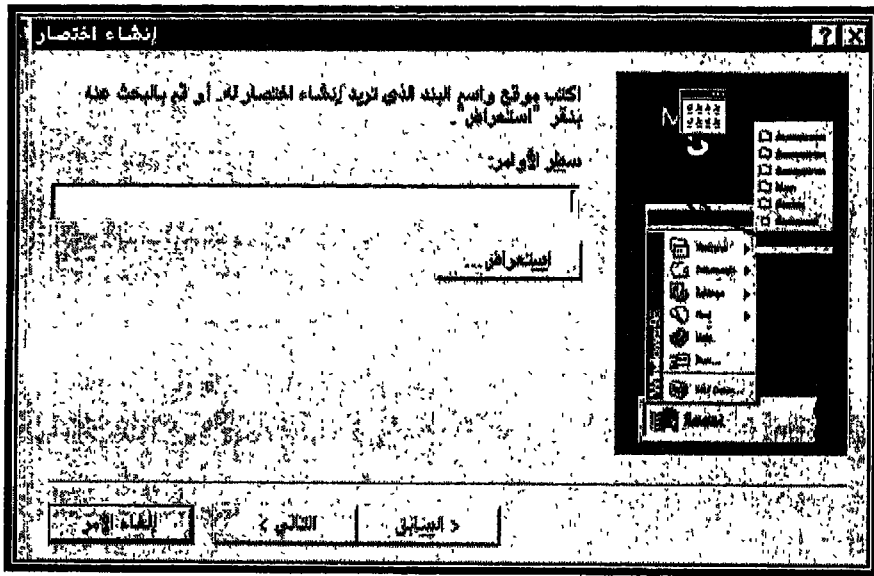 إنشاء اختصار
اكتب موقع واسم البند الذي تريد إنشاء اختصار له. أو قم بالبحث عنه
بنقر "استعراض".
سطر الأوامر:
استعراض...
< السابق
التالي >
إلغاء الأمر